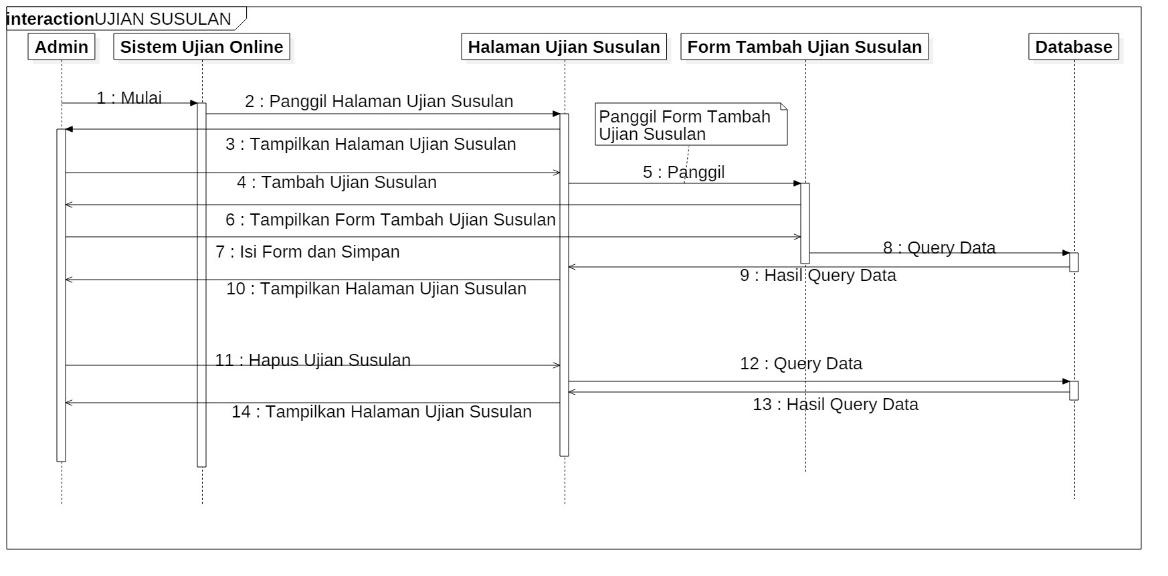 interactionUJIAN SUSULAN
Admin
Sistem Ujian Online
Halaman Ujian Susulan
Form Tambah Ujian Susulan
Database
1 : Mulai
2 : Panggil Halaman Ujian Susulan
Panggil Form Tambah
Ujian Susulan
3 : Tampilkan Halaman Ujian Susulan
4 : Tambah Ujian Susulan
5 : Panggil
6 : Tampilkan Form Tambah Ujian Susulan
7 : Isi Form dan Simpan
8 : Query Data
9 : Hasil Query Data
10 : Tampilkan Halaman Ujian Susulan
11 : Hapus Ujian Susulan
12 : Query Data
13 : Hasil Query Data
14 : Tampilkan Halaman Ujian Susulan